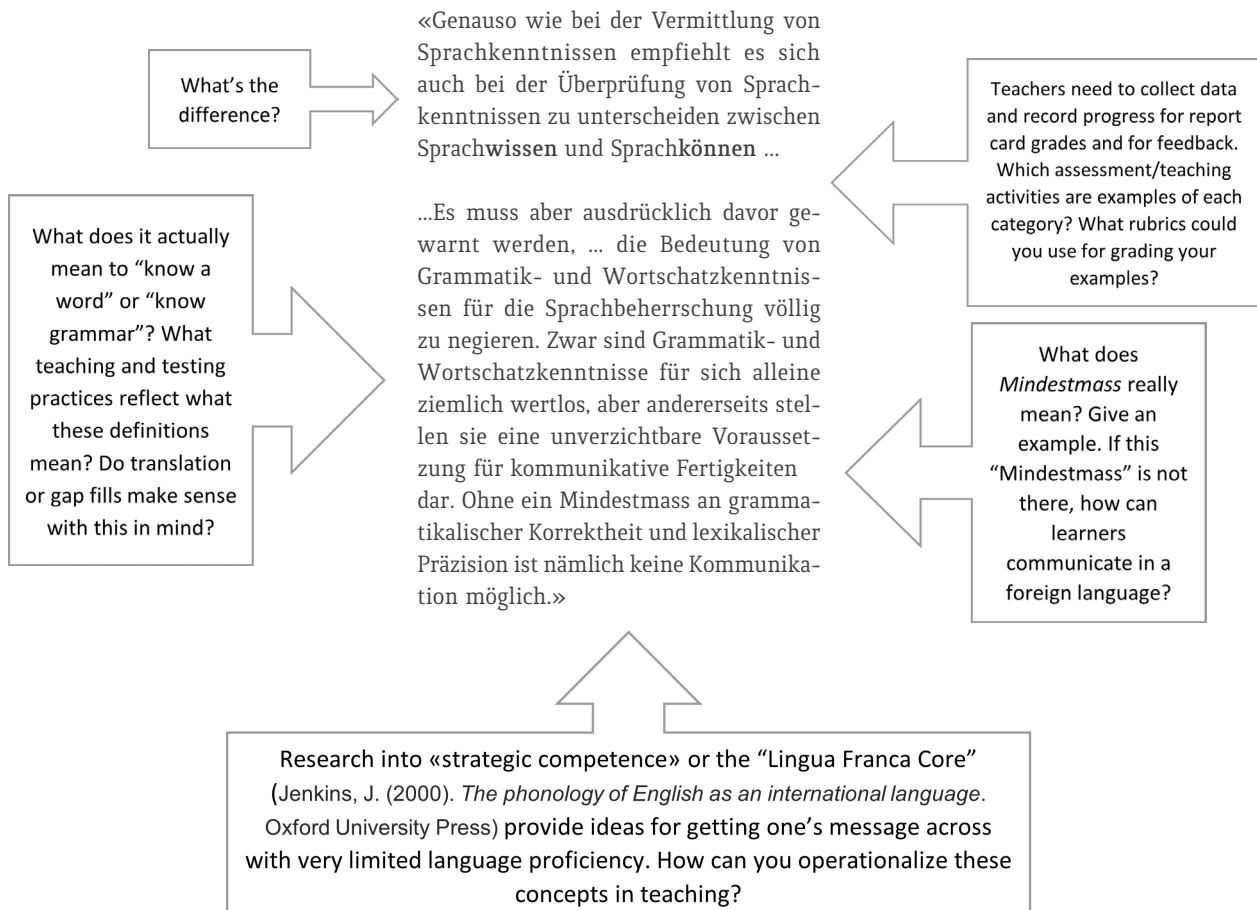 «Genauso wie bei der Vermittlung von
Sprachkenntnissen empfiehlt es sich
auch bei der Überprüfung von Sprach-
kenntnissen zu unterscheiden zwischen
Sprachwissen und Sprachkönnen ...
What's the
difference?
Teachers need to collect data
and record progress for report
card grades and for feedback.
Which assessment/teaching
activities are examples of each
category? What rubrics could
you use for grading your
examples?
...Es muss aber ausdrücklich davor ge-
warnt werden, ... die Bedeutung von
Grammatik- und Wortschatzkenntnis-
sen für die Sprachbeherrschung völlig
zu negieren. Zwar sind Grammatik- und
Wortschatzkenntnisse für sich alleine
ziemlich wertlos, aber andererseits stel-
len sie eine unverzichtbare Vorausset-
zung für kommunikative Fertigkeiten
dar. Ohne ein Mindestmass an gramma-
tikalischer Korrektheit und lexikalischer
Präzision ist nämlich keine Kommunika-
tion möglich.»
What does it actually
mean to “know a
word” or “know
grammar”? What
teaching and testing
practices reflect what
these definitions
mean? Do translation
or gap fills make sense
with this in mind?
What does
Mindestmass really
mean? Give an
example. If this
“Mindestmass” is not
there, how can
learners
communicate in a
foreign language?
Research into «strategic competence» or the “Lingua Franca Core”
(Jenkins, J. (2000). The phonology of English as an international language.
Oxford University Press) provide ideas for getting one's message across
with very limited language proficiency. How can you operationalize these
concepts in teaching?